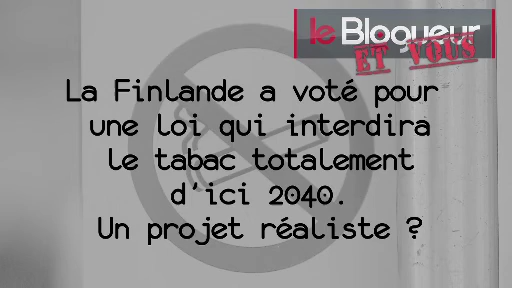 le Blogueur
ET VOUS
La Finlande a voté pour
une loi qui interdira
le tabac totalement
d'ici 2040.
Un projet réaliste ?